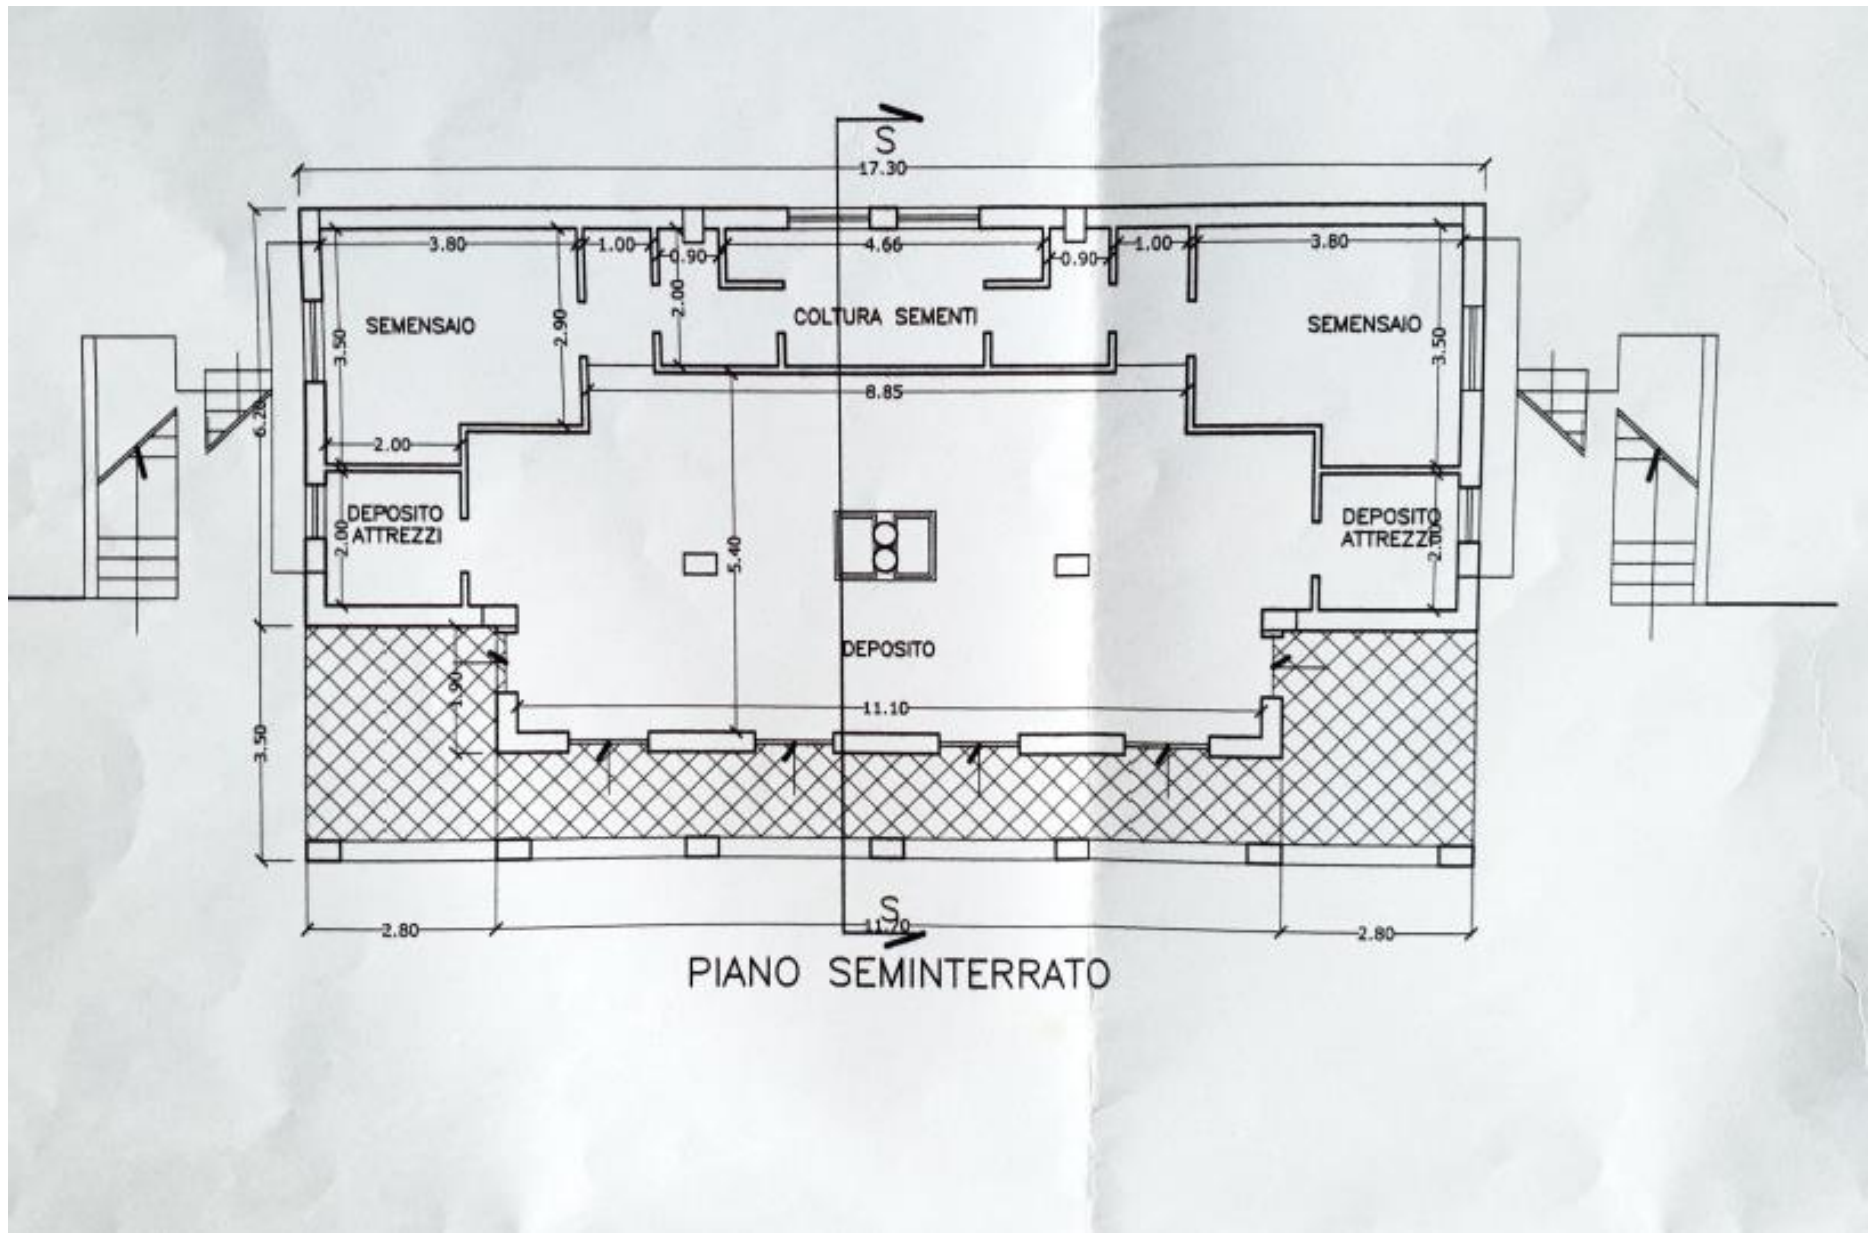 S
17.30
3.80
1.00
0.90
4.66
0.90
1.00
3.80
2.00
SEMENSAIO
3.50
2.90
COLTURA SEMENTI
SEMENSAIO
3.50
8.85
6.20
2.00
DEPOSITO
ATTREZZI
2.00
5.40
DEPOSITO
ATTREZZI
2.00
DEPOSITO
1.90
11.10
3.50
S
2.80
11.70
2.80
PIANO SEMINTERRATO